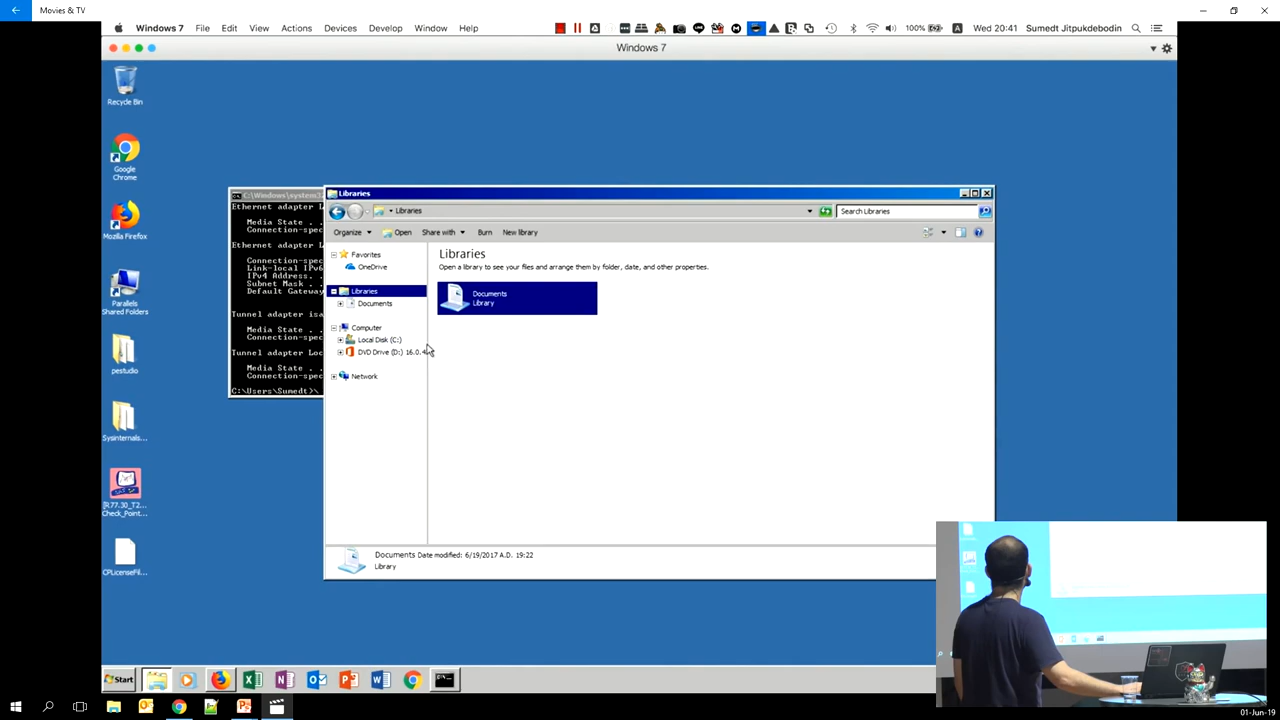 Movies & TV
Windows 7 File Edit View Actions Devices Develop Window Help 100% Wed 20:41 Sumedt Jitpukdebodin
Windows 7
Recycle Bin
Google
Chrome
Mozilla Firefox
Parallels
Shared Folders
pestudio
Sysinternals...
[R77.30_T2...
Check_Point...
CPLicenseFil...
C:\Windows\system3
Ethernet adapter L
Media State . .
Connection-spec
Ethernet adapter L
Connection-spec
Link-local IPv6
IPv4 Address.
Subnet Mask .
Default Gateway
Tunnel adapter isa
Media State . .
Connection-spec
Tunnel adapter Loc
Media State . .
Connection-spec
C:\Users\Sumedt>\
Libraries
Libraries
Search Libraries
Organize Open Share with Burn New library
Favorites
OneDrive
Libraries
Documents
Computer
Local Disk (C:)
DVD Drive (D:) 16.0.4
Network
Libraries
Open a library to see your files and arrange them by folder, date, and other properties.
Documents
Library
Documents Date modified: 6/19/2017 A.D. 19:22
Library
Start
01-Jun-19